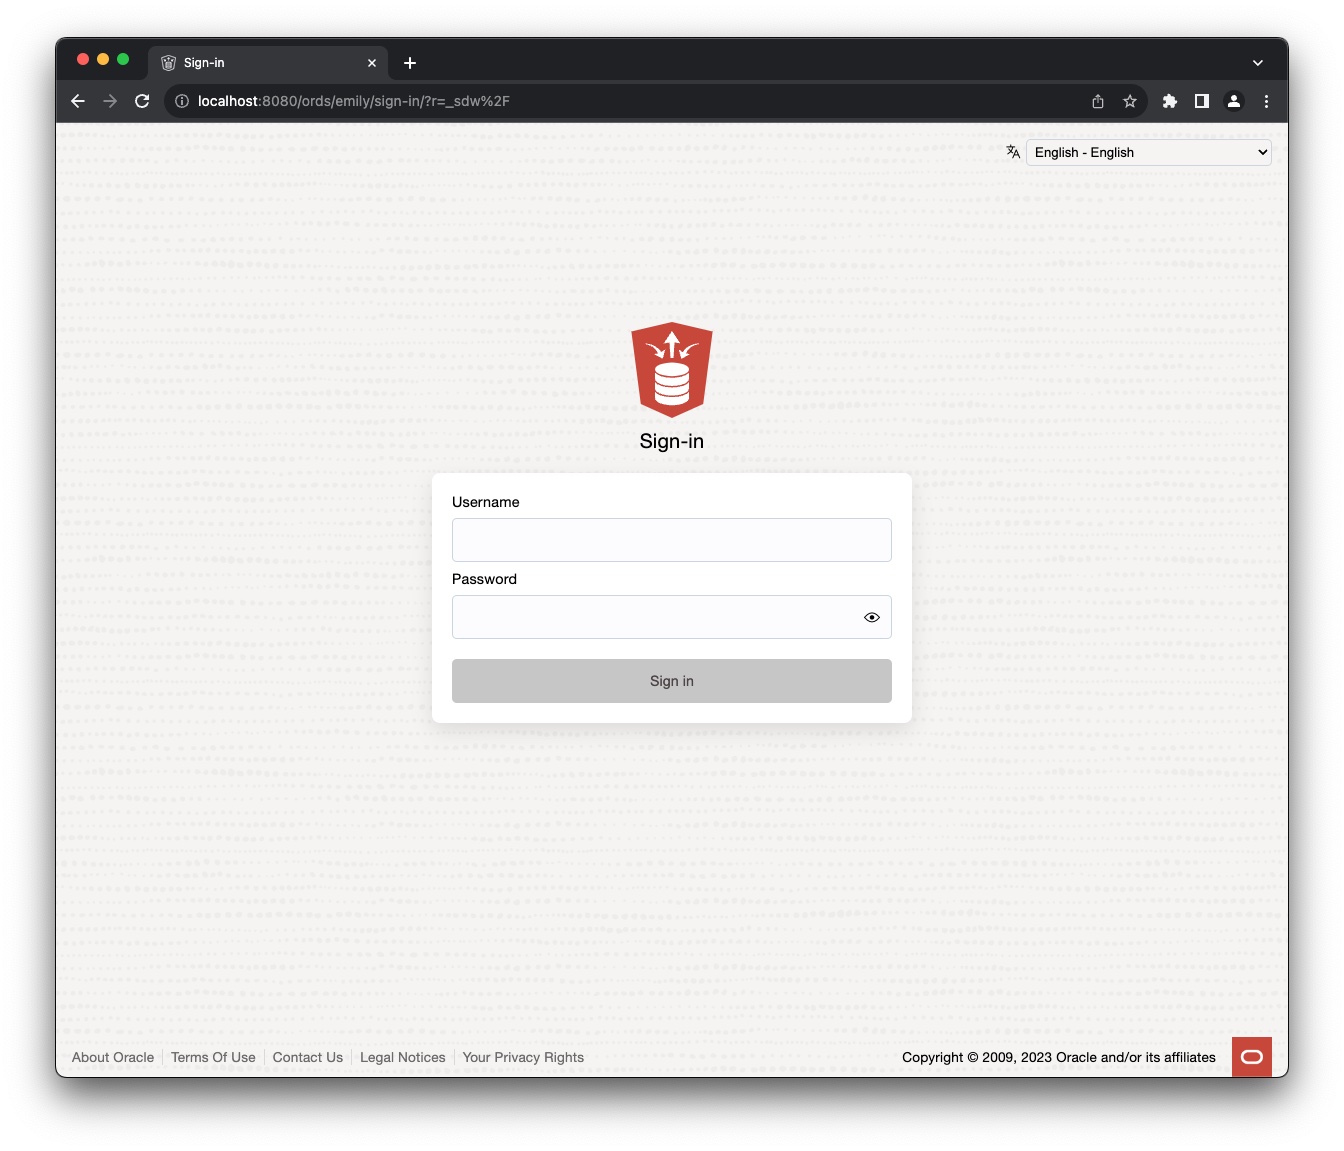 Sign-in
localhost:8080/ords/emily/sign-in/?r=_sdw%2F
English - English
Sign-in
Username
Password
Sign in
About Oracle Terms Of Use Contact Us Legal Notices Your Privacy Rights Copyright © 2009, 2023 Oracle and/or its affiliates